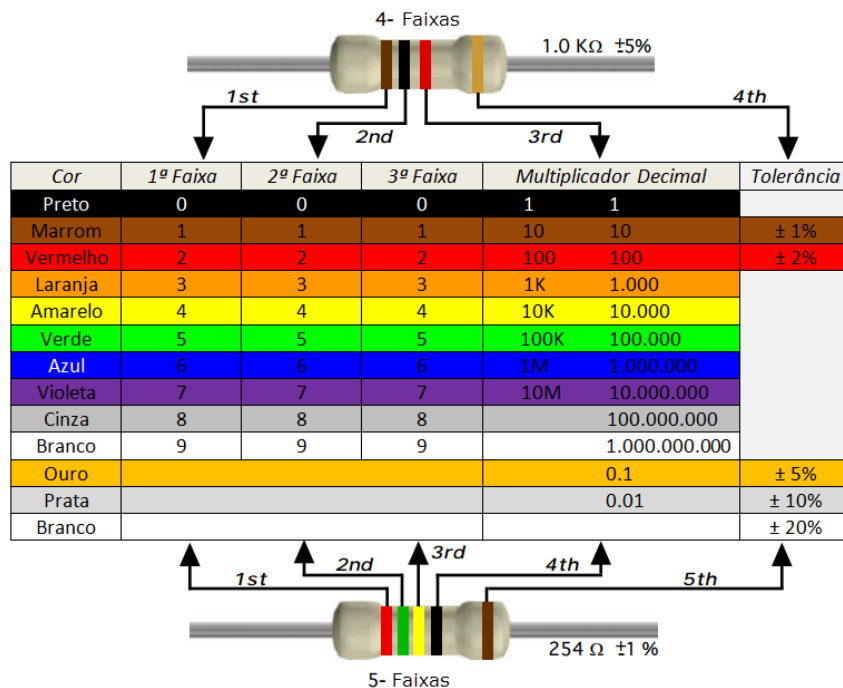 4- Faixas
1.0 KΩ ±5%
1st
4th
2nd
3rd
Cor 1ª Faixa 2ª Faixa 3ª Faixa Multiplicador Decimal Tolerância
Preto 0 0 0 1 1
Marrom 1 1 1 10 10 ± 1%
Vermelho 2 2 2 100 100 ± 2%
Laranja 3 3 3 1K 1.000
Amarelo 4 4 4 10K 10.000
Verde 5 5 5 100K 100.000
Azul 6 6 6 1M 1.000.000
Violeta 7 7 7 10M 10.000.000
Cinza 8 8 8 100.000.000
Branco 9 9 9 1.000.000.000
Ouro 0.1 ± 5%
Prata 0.01 ± 10%
Branco ± 20%
1st
2nd
3rd
4th
5th
254 Ω ±1 %
5- Faixas